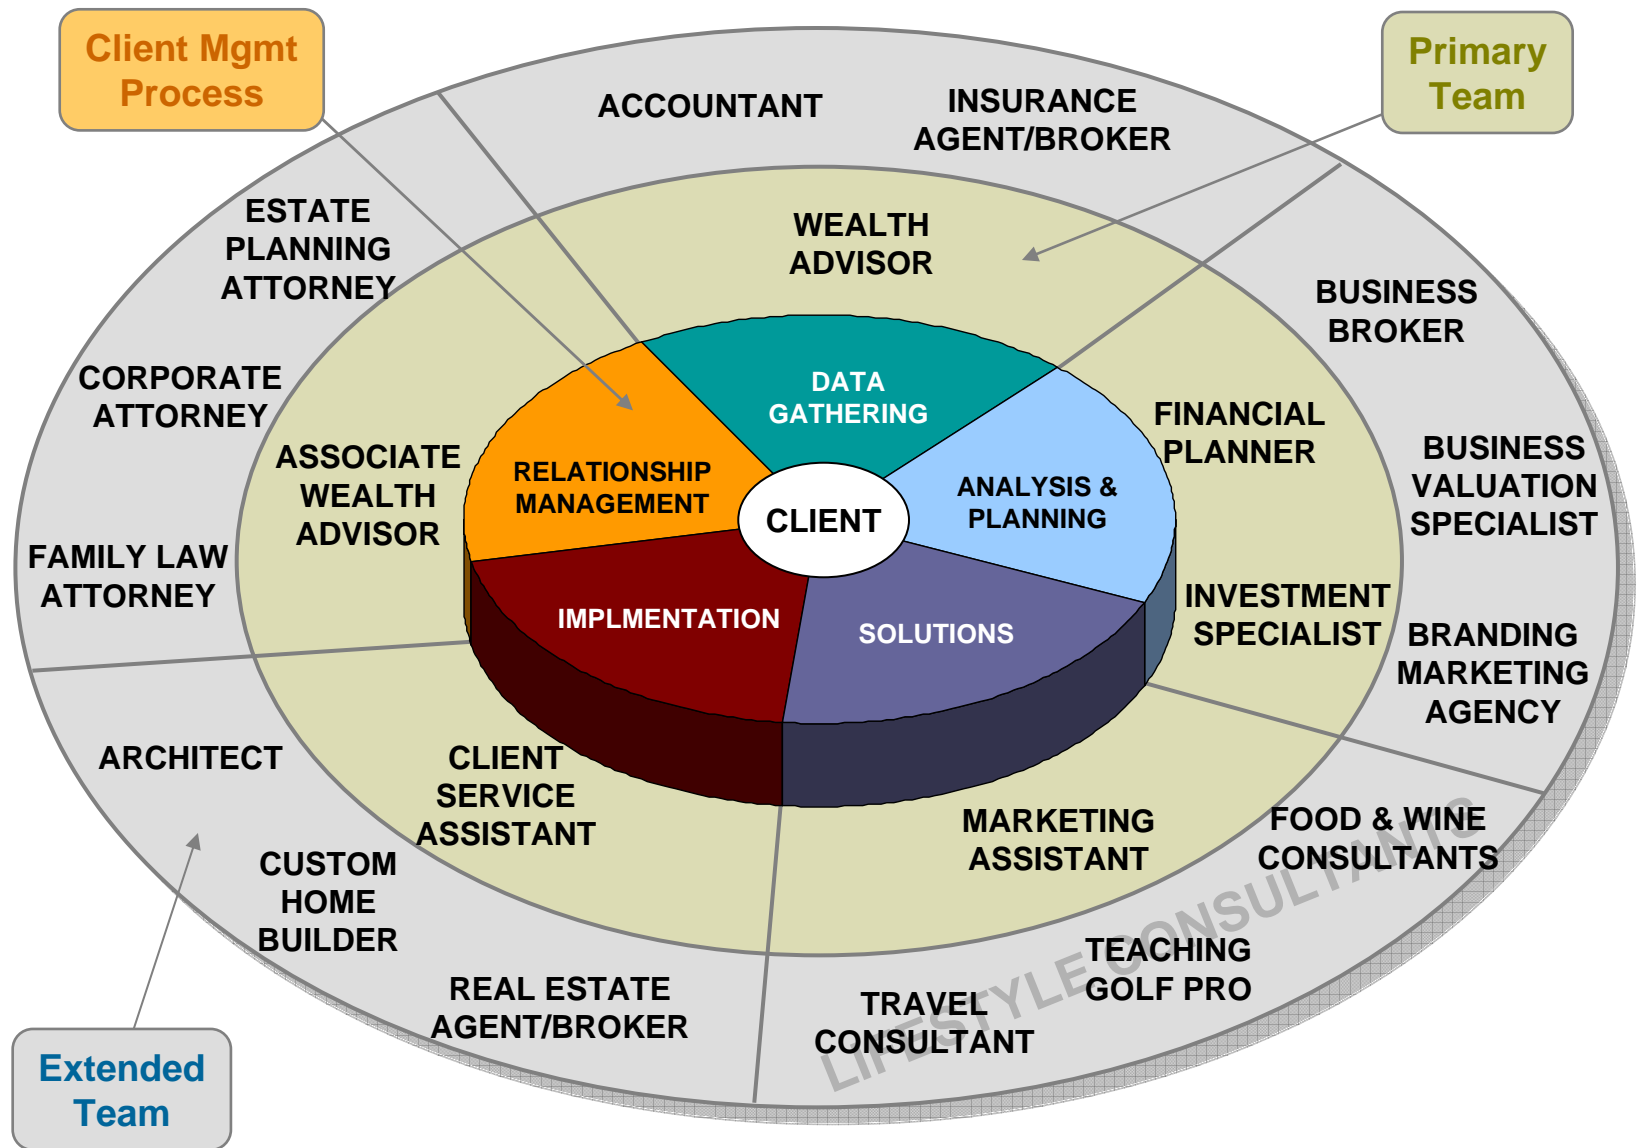 Client Mgmt
Process
Primary
Team
ACCOUNTANT
INSURANCE
AGENT/BROKER
ESTATE
PLANNING
ATTORNEY
WEALTH
ADVISOR
BUSINESS
BROKER
CORPORATE
ATTORNEY
DATA
GATHERING
FINANCIAL
PLANNER
ASSOCIATE
WEALTH
ADVISOR
RELATIONSHIP
MANAGEMENT
CLIENT
ANALYSIS &
PLANNING
BUSINESS
VALUATION
SPECIALIST
FAMILY LAW
ATTORNEY
IMPLMENTATION
SOLUTIONS
INVESTMENT
SPECIALIST
BRANDING
MARKETING
AGENCY
ARCHITECT
CLIENT
SERVICE
ASSISTANT
MARKETING
ASSISTANT
FOOD & WINE
CONSULTANTS
CUSTOM
HOME
BUILDER
TEACHING
GOLF PRO
REAL ESTATE
AGENT/BROKER
TRAVEL
CONSULTANT
LIFESTYLE CONSULTANTS
Extended
Team